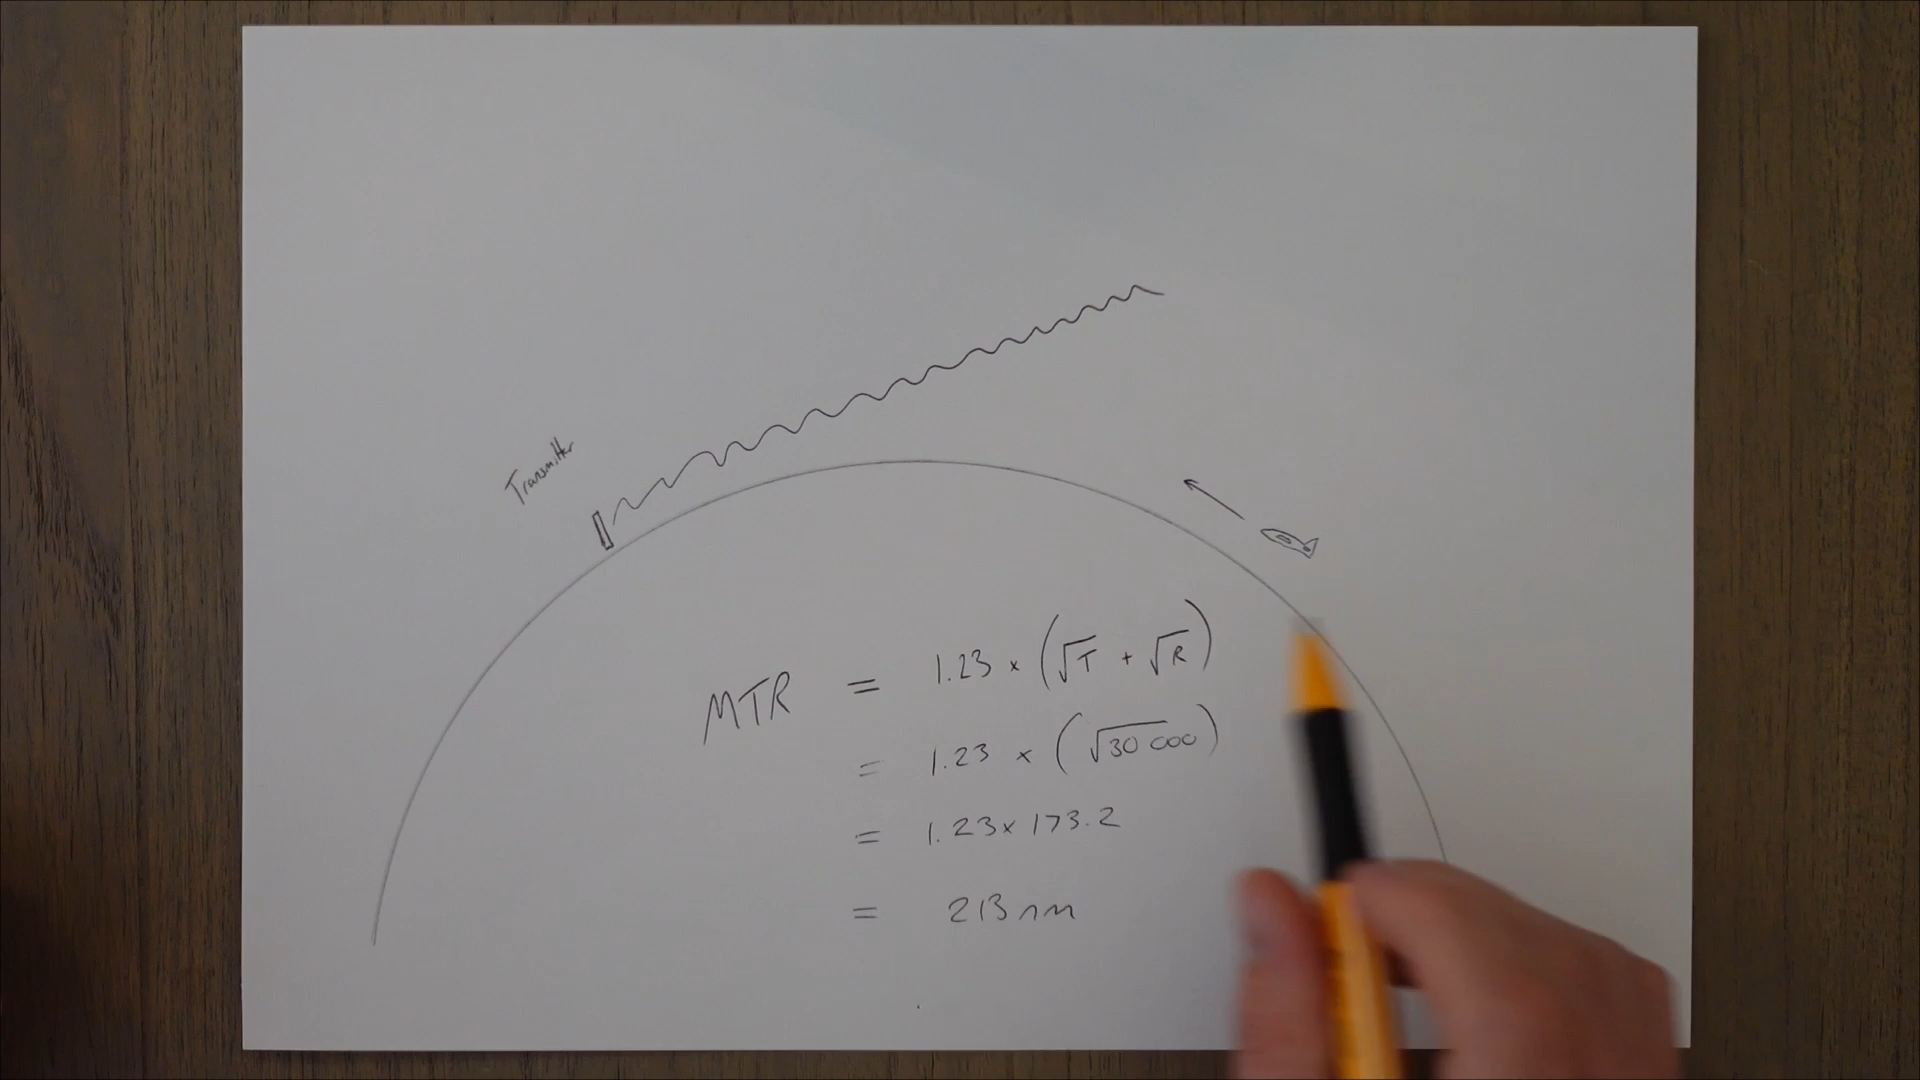 Transmitter
MTR = 1.23 × (√T + √R)
= 1.23 × (√30 000)
= 1.23 × 173.2
= 213 nm